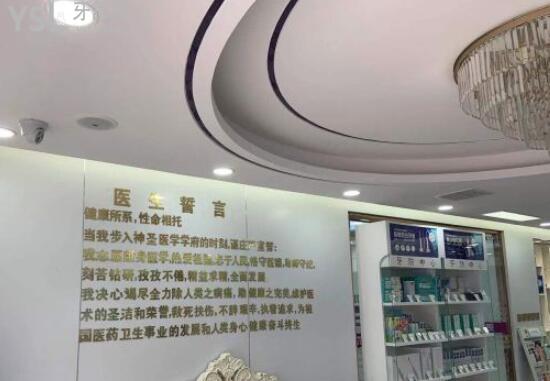 YS
牙
医生誓言
健康所系，性命相托
当我步入神圣医学学府的时刻，谨庄严宣誓：
我志愿献身医学，热爱祖国，忠于人民，恪守医德，尊师守纪，
刻苦钻研，孜孜不倦，精益求精，全面发展。
我决心竭尽全力除人类之病痛，助健康之完美，维护医
术的圣洁和荣誉，救死扶伤，不辞艰辛，执着追求，为祖
国医药卫生事业的发展和人类身心健康奋斗终生
中心
中心